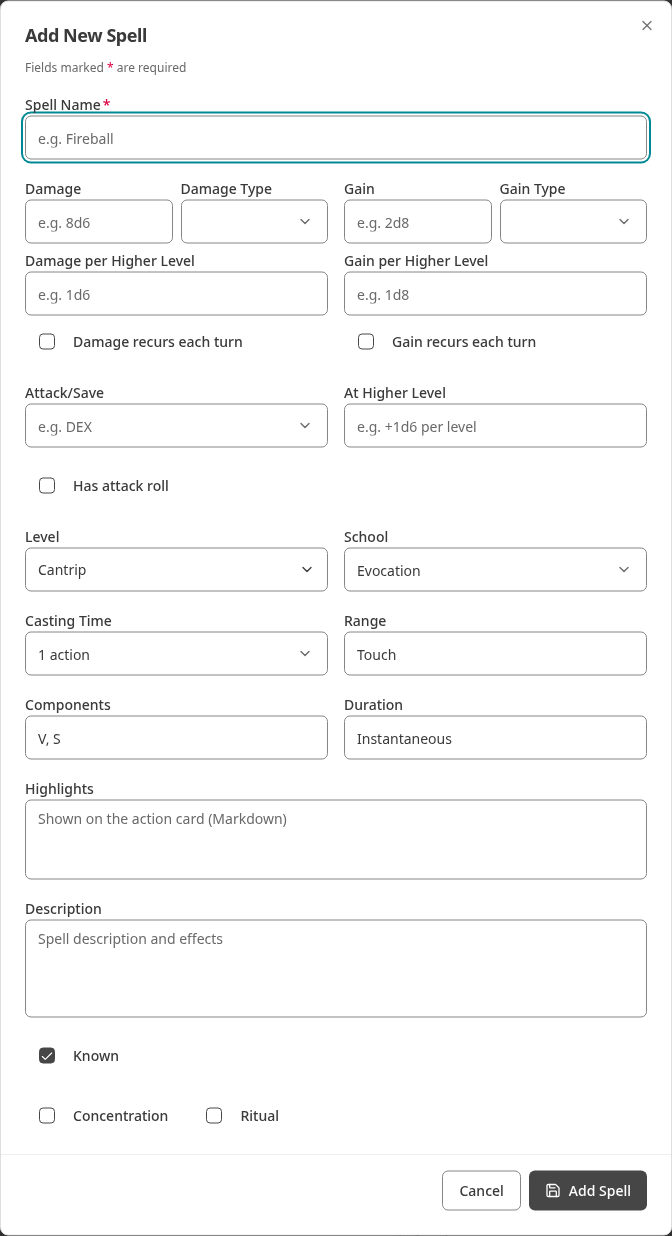 Add New Spell
Fields marked * are required
Spell Name *
e.g. Fireball
Damage Damage Type Gain Gain Type
e.g. 8d6 e.g. 2d8
Damage per Higher Level Gain per Higher Level
e.g. 1d6 e.g. 1d8
Damage recurs each turn Gain recurs each turn
Attack/Save At Higher Level
e.g. DEX e.g. +1d6 per level
Has attack roll
Level School
Cantrip Evocation
Casting Time Range
1 action Touch
Components Duration
V, S Instantaneous
Highlights
Shown on the action card (Markdown)
Description
Spell description and effects
Known
Concentration Ritual
Cancel Add Spell